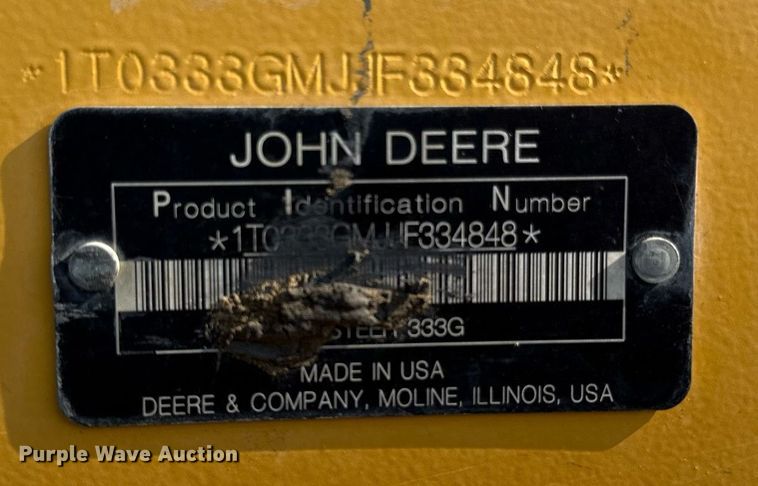 *1T0333GMJJF334848*
JOHN DEERE
Product Identification Number
*1T0333GMJJF334848*
STEER 333G
MADE IN USA
DEERE & COMPANY, MOLINE, ILLINOIS, USA
Purple Wave Auction